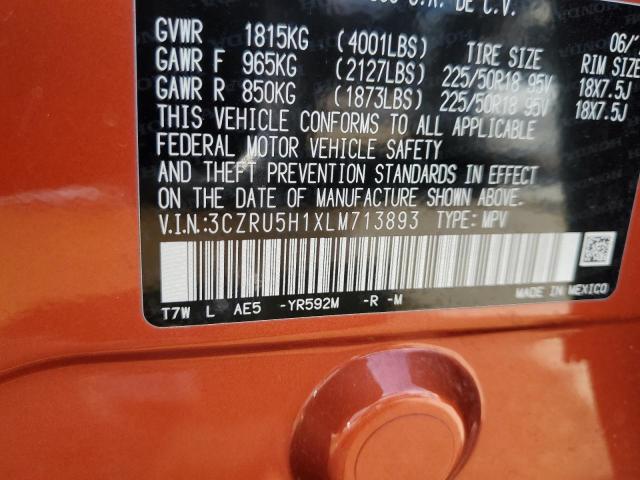 S.A. DE C.V.
GVWR 1815KG (4001LBS) TIRE SIZE RIM SIZE
GAWR F 965KG (2127LBS) 225/50R18 95V 18X7.5J
GAWR R 850KG (1873LBS) 225/50R18 95V 18X7.5J
THIS VEHICLE CONFORMS TO ALL APPLICABLE
FEDERAL MOTOR VEHICLE SAFETY
AND THEFT PREVENTION STANDARDS IN EFFECT
ON THE DATE OF MANUFACTURE SHOWN ABOVE.
V.I.N.:3CZRU5H1XLM713893 TYPE: MPV
T7W L AE5 -YR592M -R -M MADE IN MEXICO